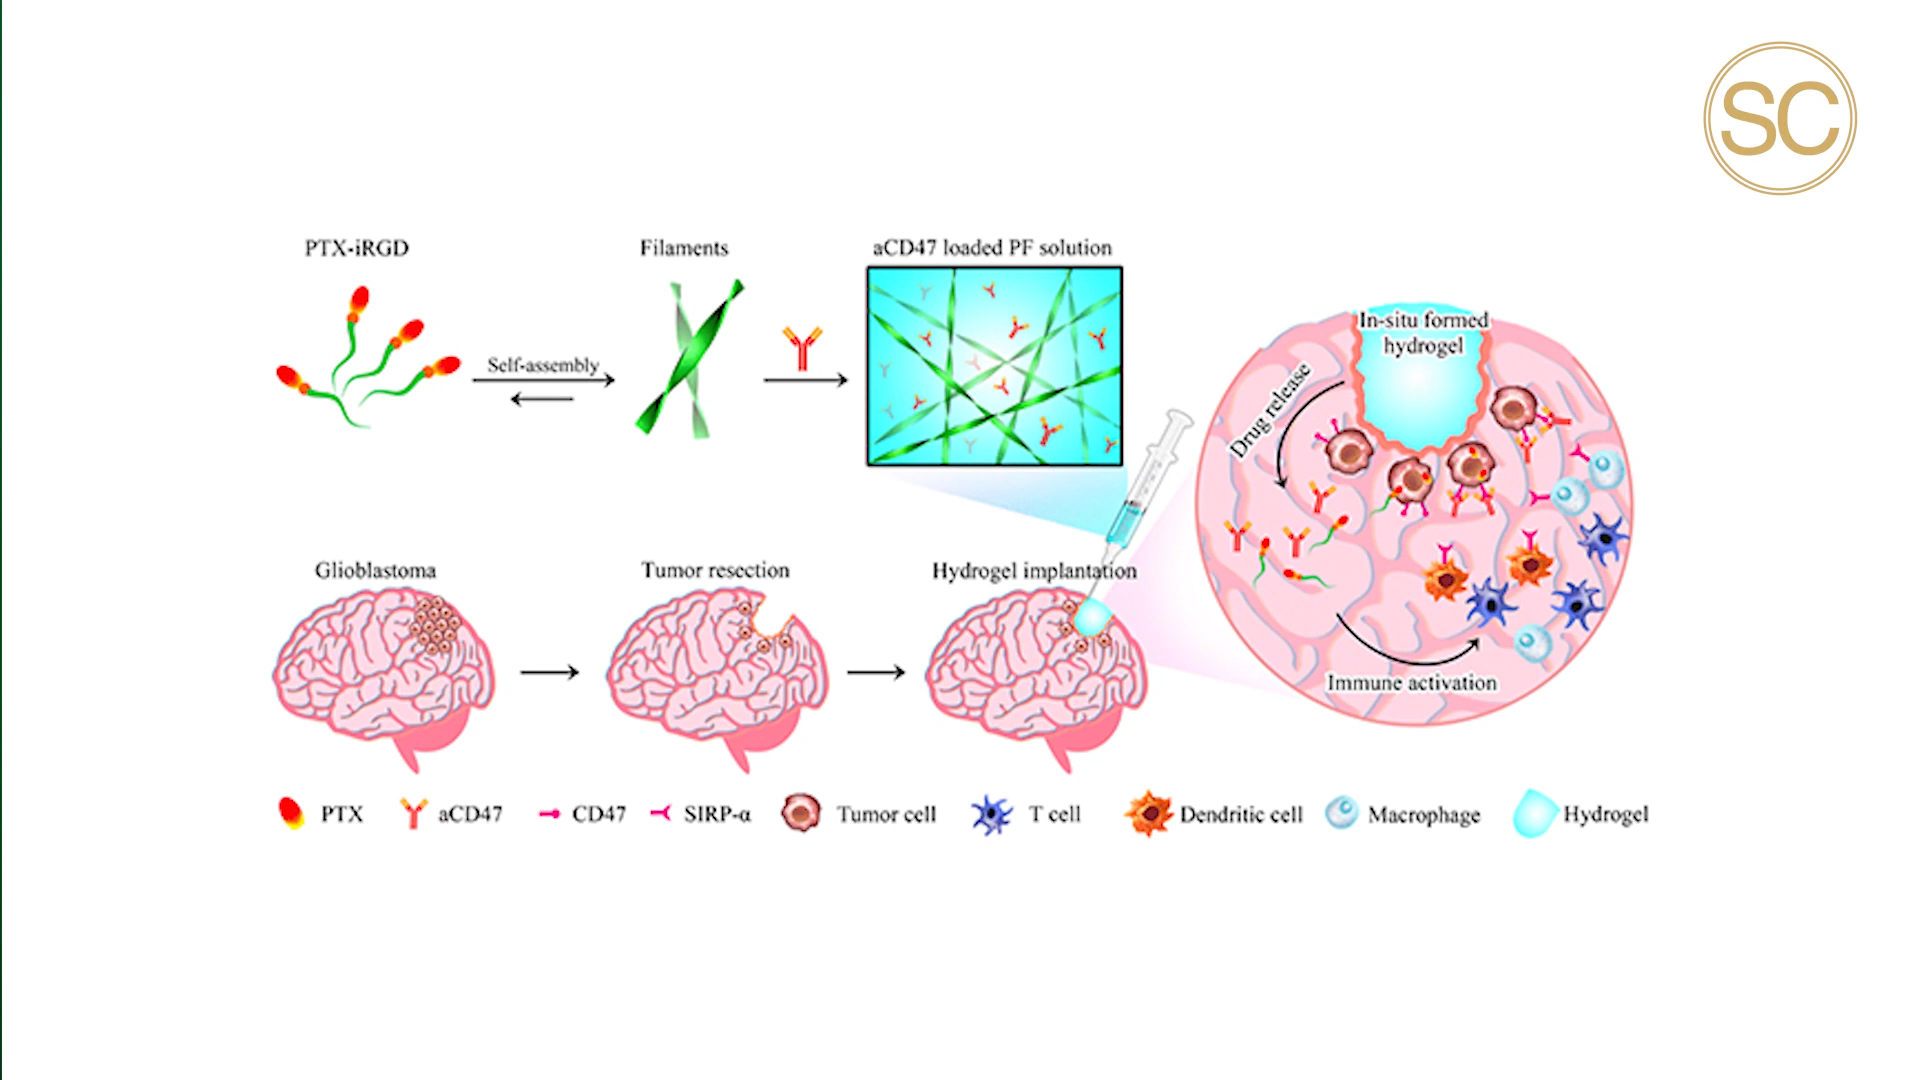 SC
PTX-iRGD
Filaments
aCD47 loaded PF solution
Self-assembly
In-situ formed
hydrogel
Drug release
Glioblastoma
Tumor resection
Hydrogel implantation
Immune activation
PTX
aCD47
CD47
SIRP-α
Tumor cell
T cell
Dendritic cell
Macrophage
Hydrogel